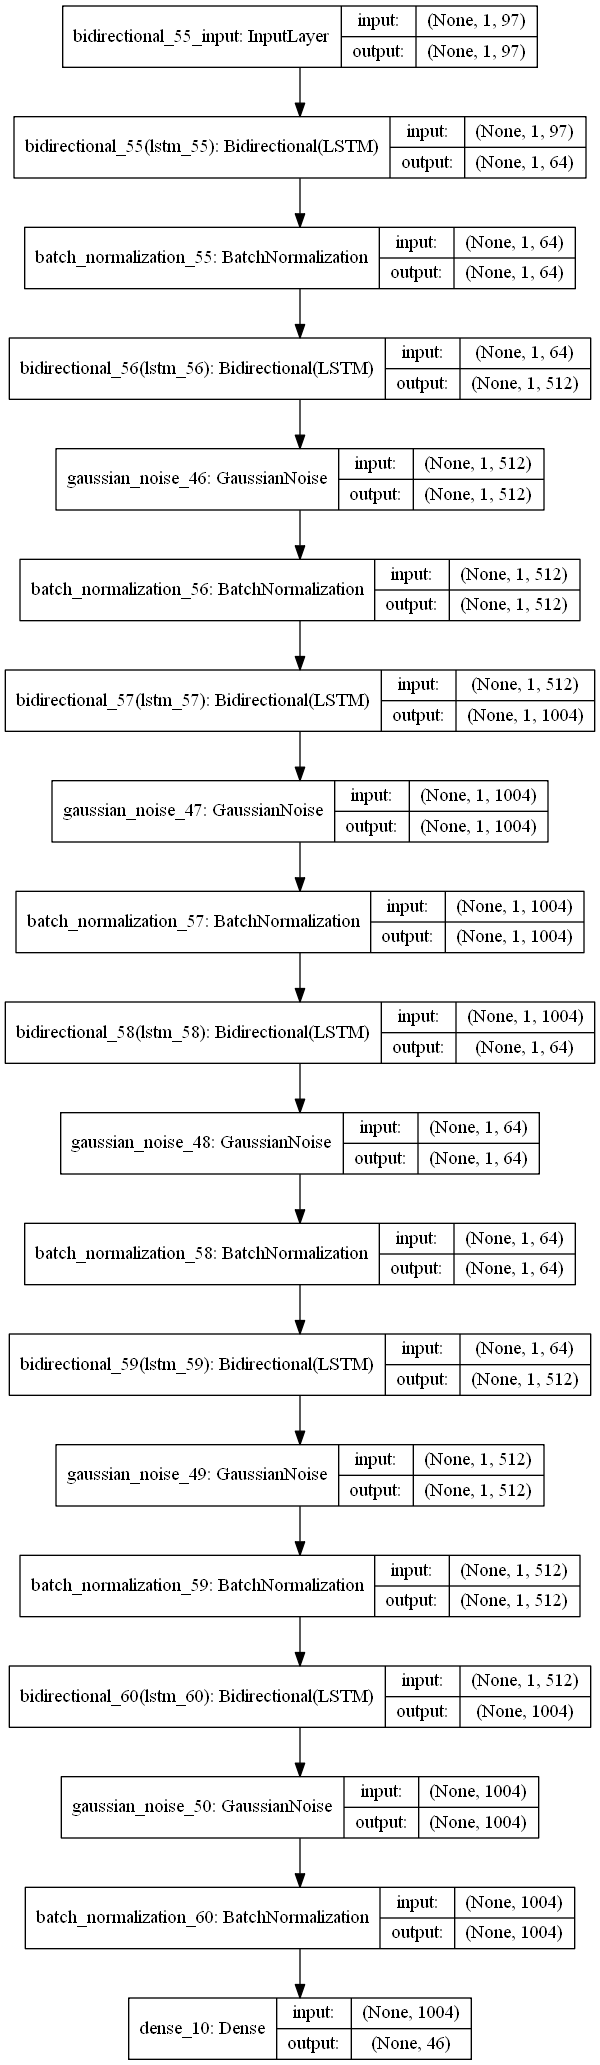 bidirectional_55_input: InputLayer
input: (None, 1, 97)
output: (None, 1, 97)
bidirectional_55(lstm_55): Bidirectional(LSTM)
input: (None, 1, 97)
output: (None, 1, 64)
batch_normalization_55: BatchNormalization
input: (None, 1, 64)
output: (None, 1, 64)
bidirectional_56(lstm_56): Bidirectional(LSTM)
input: (None, 1, 64)
output: (None, 1, 512)
gaussian_noise_46: GaussianNoise
input: (None, 1, 512)
output: (None, 1, 512)
batch_normalization_56: BatchNormalization
input: (None, 1, 512)
output: (None, 1, 512)
bidirectional_57(lstm_57): Bidirectional(LSTM)
input: (None, 1, 512)
output: (None, 1, 1004)
gaussian_noise_47: GaussianNoise
input: (None, 1, 1004)
output: (None, 1, 1004)
batch_normalization_57: BatchNormalization
input: (None, 1, 1004)
output: (None, 1, 1004)
bidirectional_58(lstm_58): Bidirectional(LSTM)
input: (None, 1, 1004)
output: (None, 1, 64)
gaussian_noise_48: GaussianNoise
input: (None, 1, 64)
output: (None, 1, 64)
batch_normalization_58: BatchNormalization
input: (None, 1, 64)
output: (None, 1, 64)
bidirectional_59(lstm_59): Bidirectional(LSTM)
input: (None, 1, 64)
output: (None, 1, 512)
gaussian_noise_49: GaussianNoise
input: (None, 1, 512)
output: (None, 1, 512)
batch_normalization_59: BatchNormalization
input: (None, 1, 512)
output: (None, 1, 512)
bidirectional_60(lstm_60): Bidirectional(LSTM)
input: (None, 1, 512)
output: (None, 1004)
gaussian_noise_50: GaussianNoise
input: (None, 1004)
output: (None, 1004)
batch_normalization_60: BatchNormalization
input: (None, 1004)
output: (None, 1004)
dense_10: Dense
input: (None, 1004)
output: (None, 46)